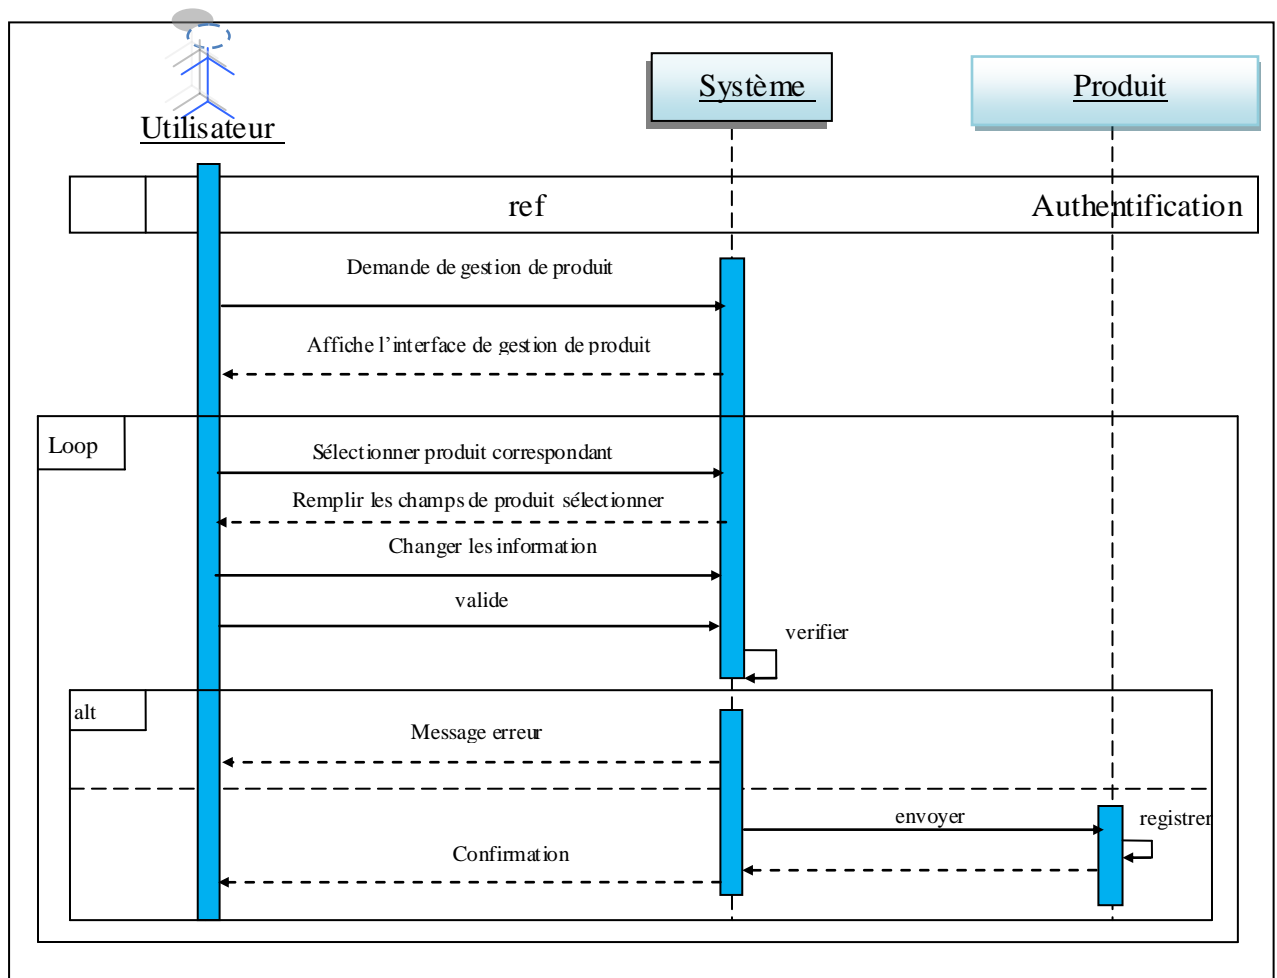 Utilisateur
Système
Produit
ref
Authentification
Demande de gestion de produit
Affiche l’interface de gestion de produit
Loop
Sélectionner produit correspondant
Remplir les champs de produit sélectionner
Changer les information
valide
verifier
alt
Message erreur
envoyer
registrer
Confirmation